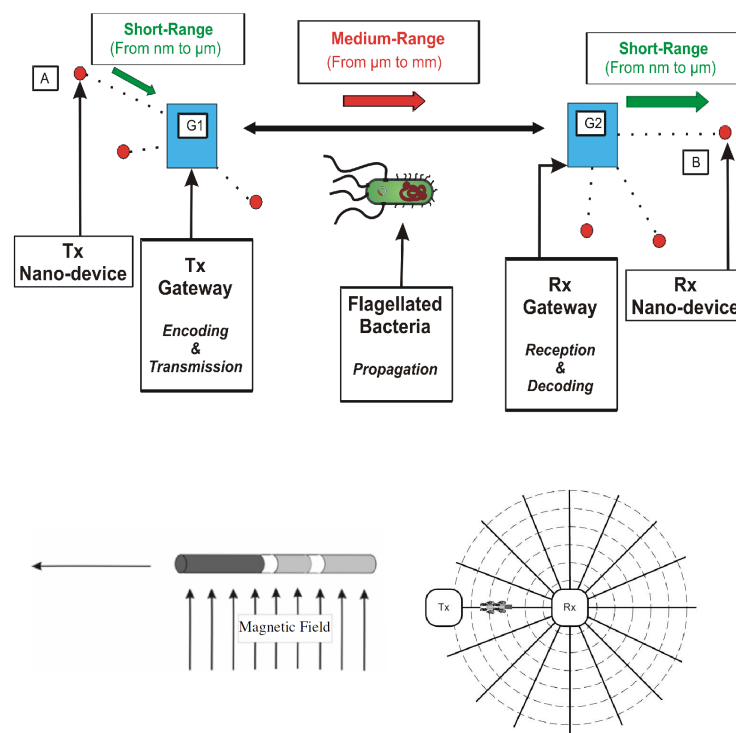 Short-Range
(From nm to µm)
Medium-Range
(From µm to mm)
Short-Range
(From nm to µm)
A
G1
G2
B
Tx
Nano-device
Tx
Gateway
Encoding
&
Transmission
Flagellated
Bacteria
Propagation
Rx
Gateway
Reception
&
Decoding
Rx
Nano-device
Magnetic Field
Tx
Rx